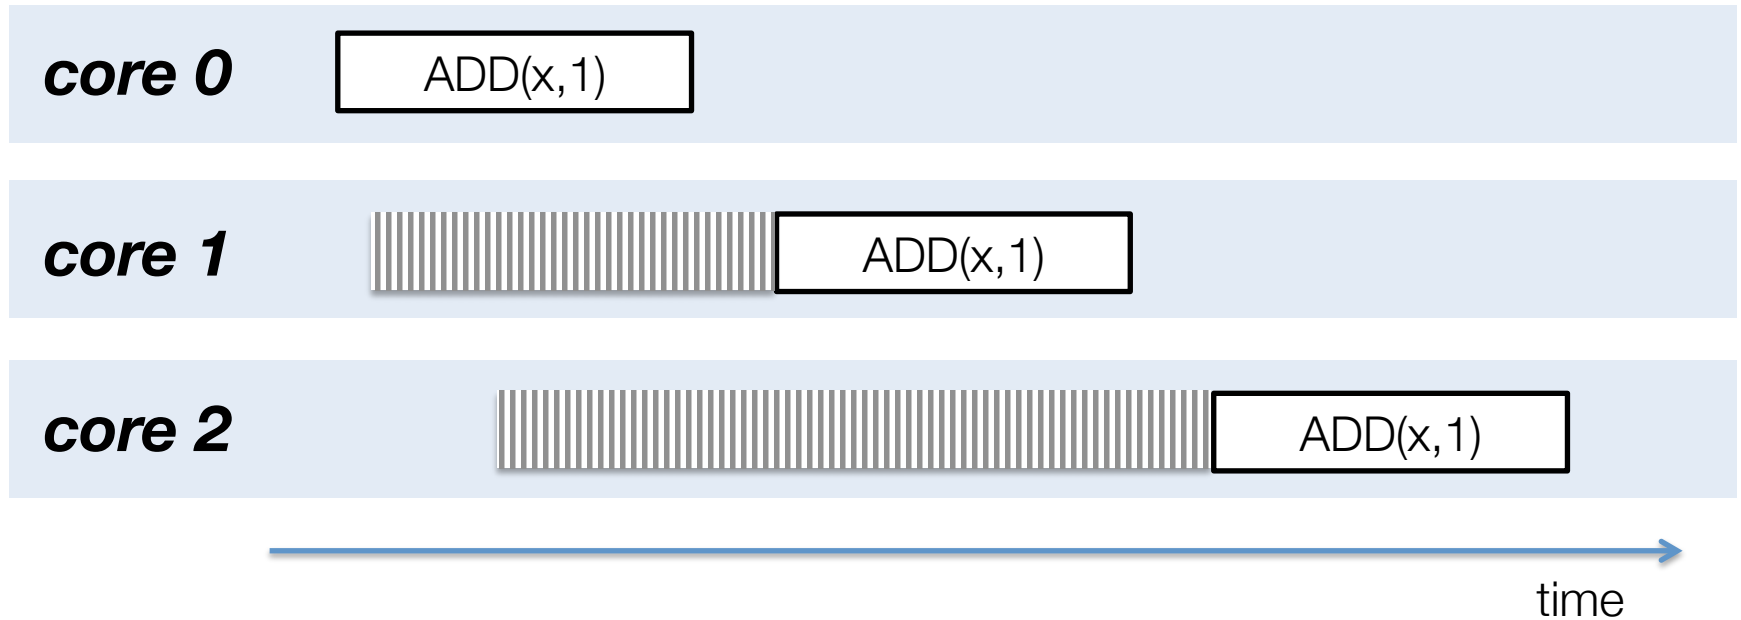 core 0 ADD(x,1)
core 1 ADD(x,1)
core 2 ADD(x,1)
time